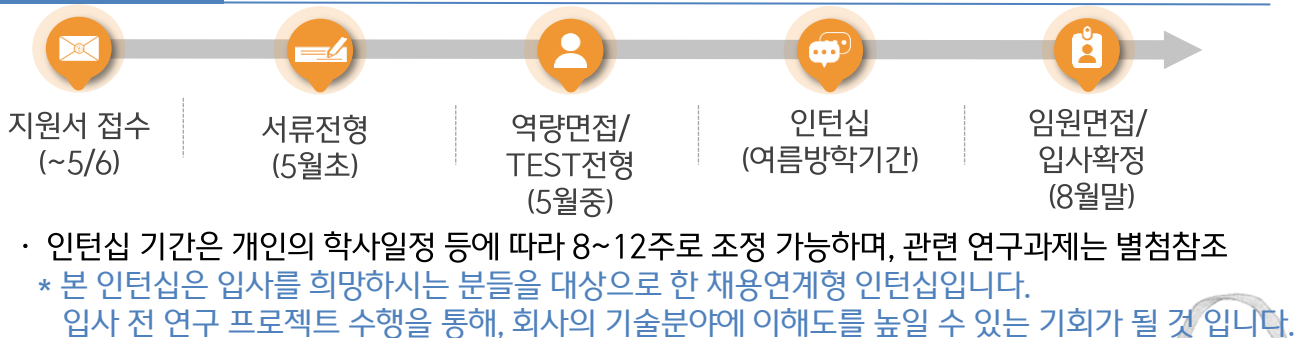 지원서 접수
(~5/6)
서류전형
(5월초)
역량면접/
TEST전형
(5월중)
인턴십
(여름방학기간)
임원면접/
입사확정
(8월말)
· 인턴십 기간은 개인의 학사일정 등에 따라 8~12주로 조정 가능하며, 관련 연구과제는 별첨참조
* 본 인턴십은 입사를 희망하시는 분들을 대상으로 한 채용연계형 인턴십입니다.
입사 전 연구 프로젝트 수행을 통해, 회사의 기술분야에 이해도를 높일 수 있는 기회가 될 것 입니다.